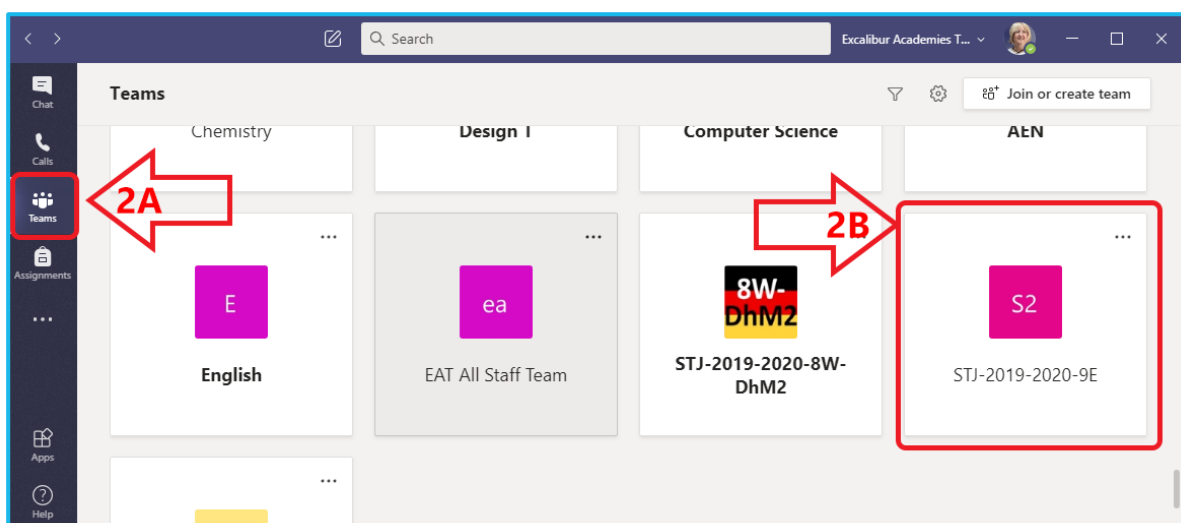 Search
Excalibur Academies T...
Chat
Teams
Join or create team
Chemistry
Design T
Computer Science
AEN
Calls
2A
2B
Teams
Assignments
E
ea
8W-
DhM2
S2
English
EAT All Staff Team
STJ-2019-2020-8W-
DhM2
STJ-2019-2020-9E
Apps
Help